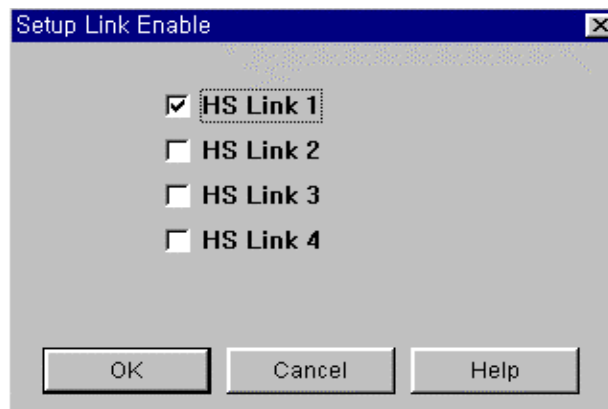 Setup Link Enable
HS Link 1
HS Link 2
HS Link 3
HS Link 4
OK Cancel Help